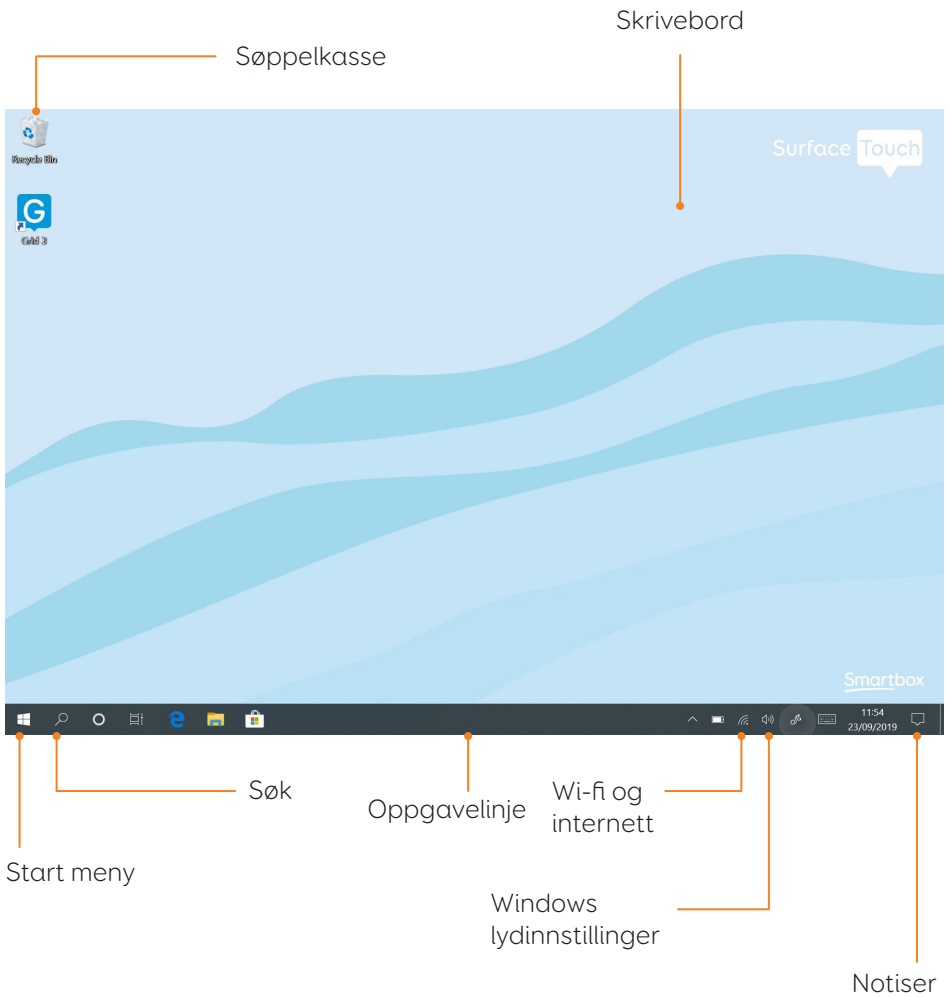 Skrivebord
Søppelkasse
Recycle Bin
Surface Touch
Grid 3
Smartbox
11:54
23/09/2019
Søk
Oppgavelinje
Wi-fi og
internett
Start meny
Windows
lydinnstillinger
Notiser